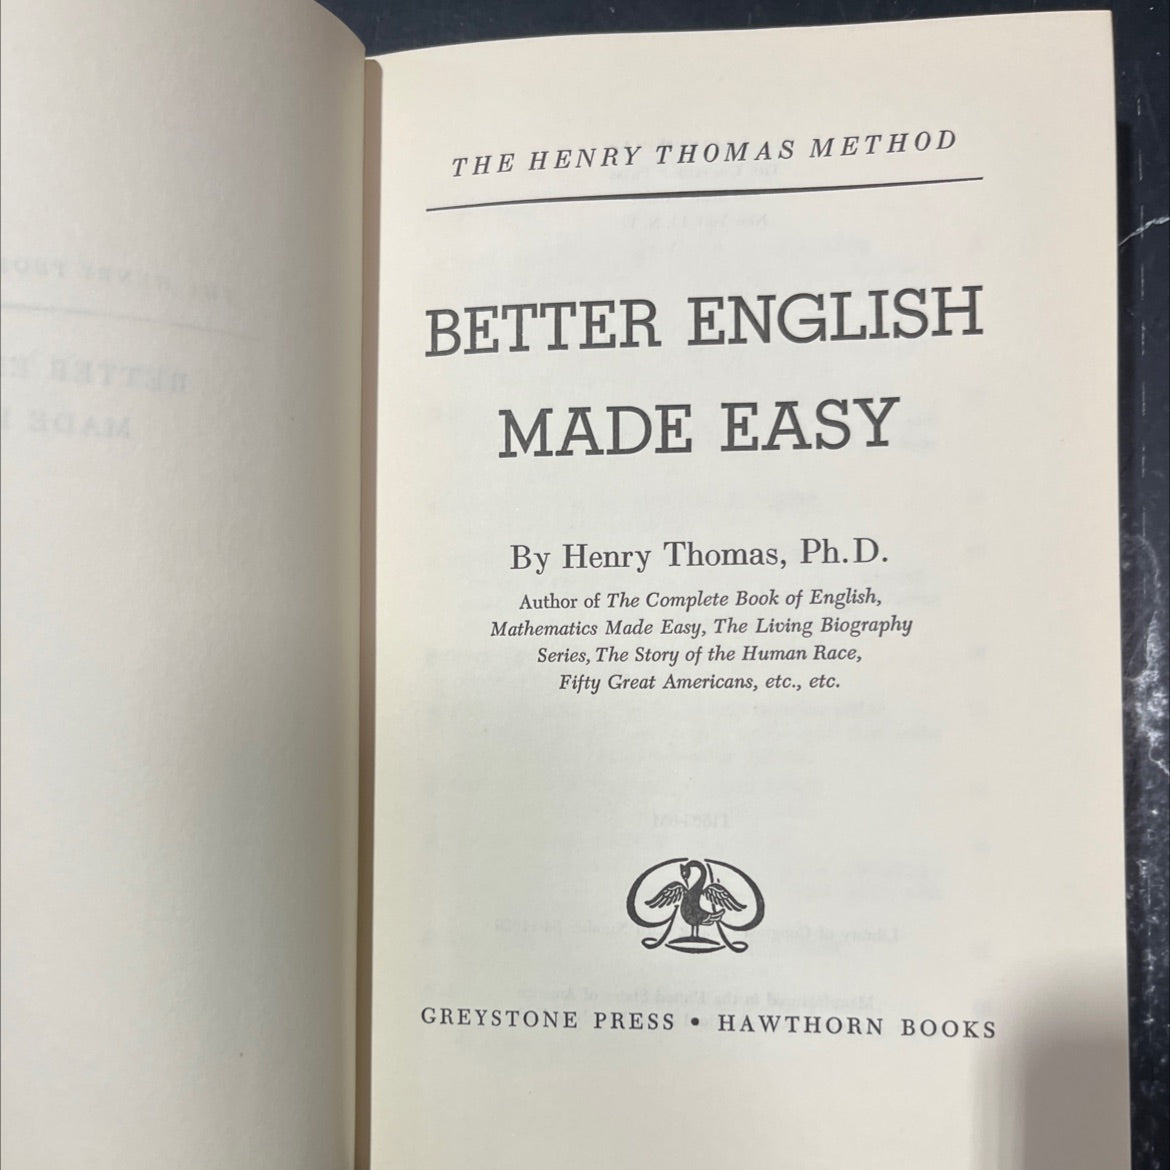 THE HENRY THOMAS METHOD
BETTER ENGLISH
MADE EASY
By Henry Thomas, Ph.D.
Author of The Complete Book of English,
Mathematics Made Easy, The Living Biography
Series, The Story of the Human Race,
Fifty Great Americans, etc., etc.
GREYSTONE PRESS • HAWTHORN BOOKS